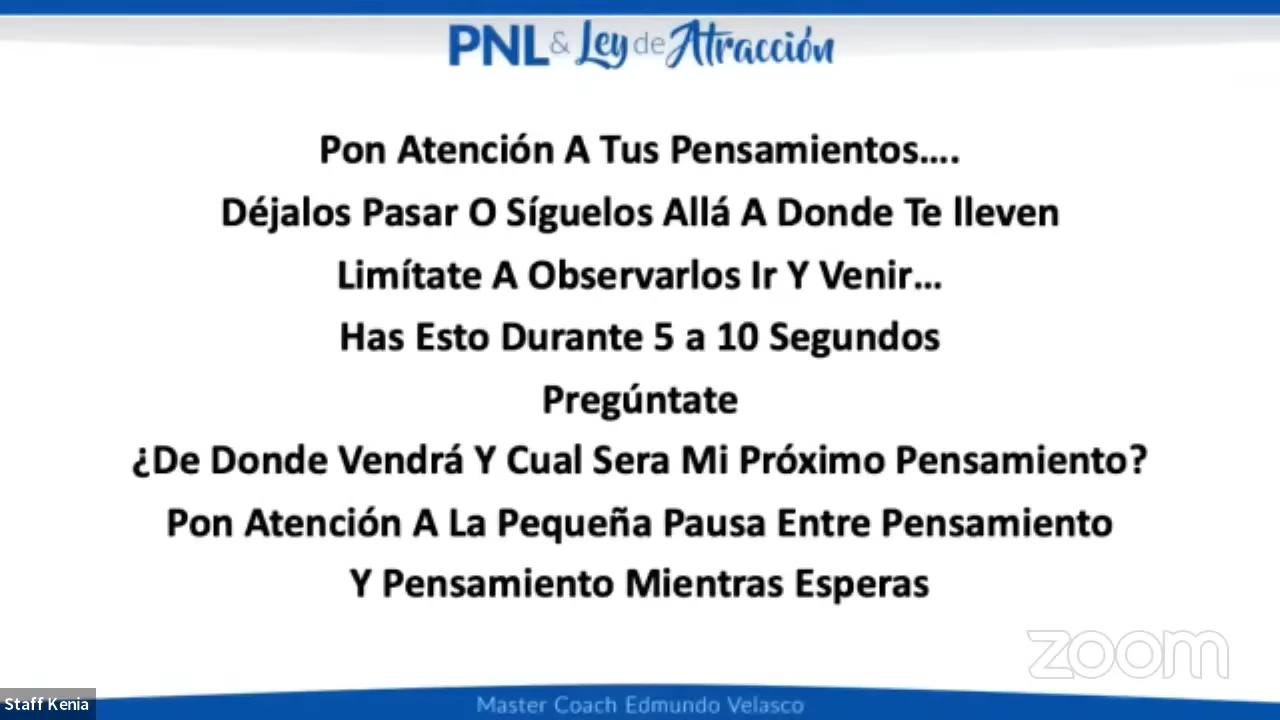 PNL & Ley de Atracción
Pon Atención A Tus Pensamientos....
Déjalos Pasar O Síguelos Allá A Donde Te lleven
Limítate A Observarlos Ir Y Venir...
Has Esto Durante 5 a 10 Segundos
Pregúntate
¿De Donde Vendrá Y Cual Sera Mi Próximo Pensamiento?
Pon Atención A La Pequeña Pausa Entre Pensamiento
Y Pensamiento Mientras Esperas
zoom
Staff Kenia
Master Coach Edmundo Velasco